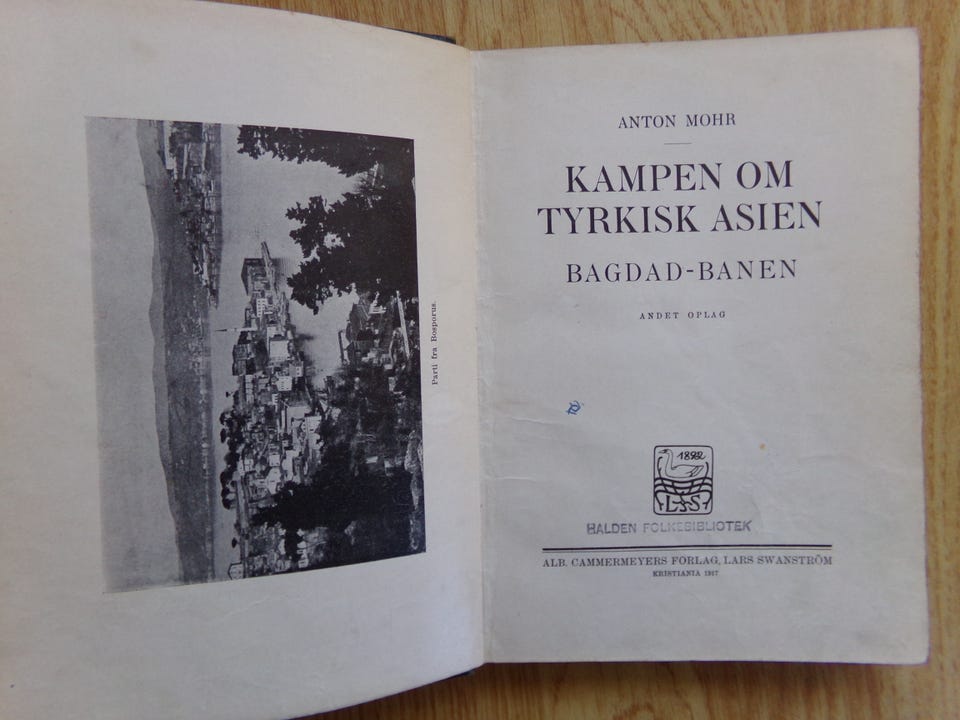 Parti fra Bosporus.
ANTON MOHR
KAMPEN OM
TYRKISK ASIEN
BAGDAD-BANEN
ANDET OPLAG
LSS
HALDEN FOLKEBIBLIOTEK
ALB. CAMMERMEYERS FORLAG, LARS SWANSTRÖM
KRISTIANIA 1917